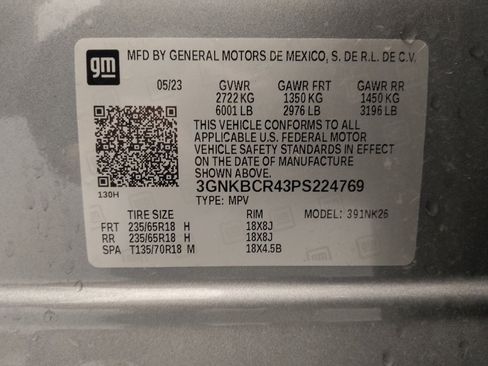 gm
MFD BY GENERAL MOTORS DE MEXICO, S. DE R.L. DE C.V.
05/23 GVWR GAWR FRT GAWR RR
2722 KG 1350 KG 1450 KG
6001 LB 2976 LB 3196 LB
THIS VEHICLE CONFORMS TO ALL
APPLICABLE U.S. FEDERAL MOTOR
VEHICLE SAFETY STANDARDS IN EFFECT
ON THE DATE OF MANUFACTURE
SHOWN ABOVE.
130H 3GNKBCR43PS224769
TYPE: MPV
TIRE SIZE RIM MODEL: 391NK26
FRT 235/65R18 H 18X8J
RR 235/65R18 H 18X8J
SPA T135/70R18 M 18X4.5B